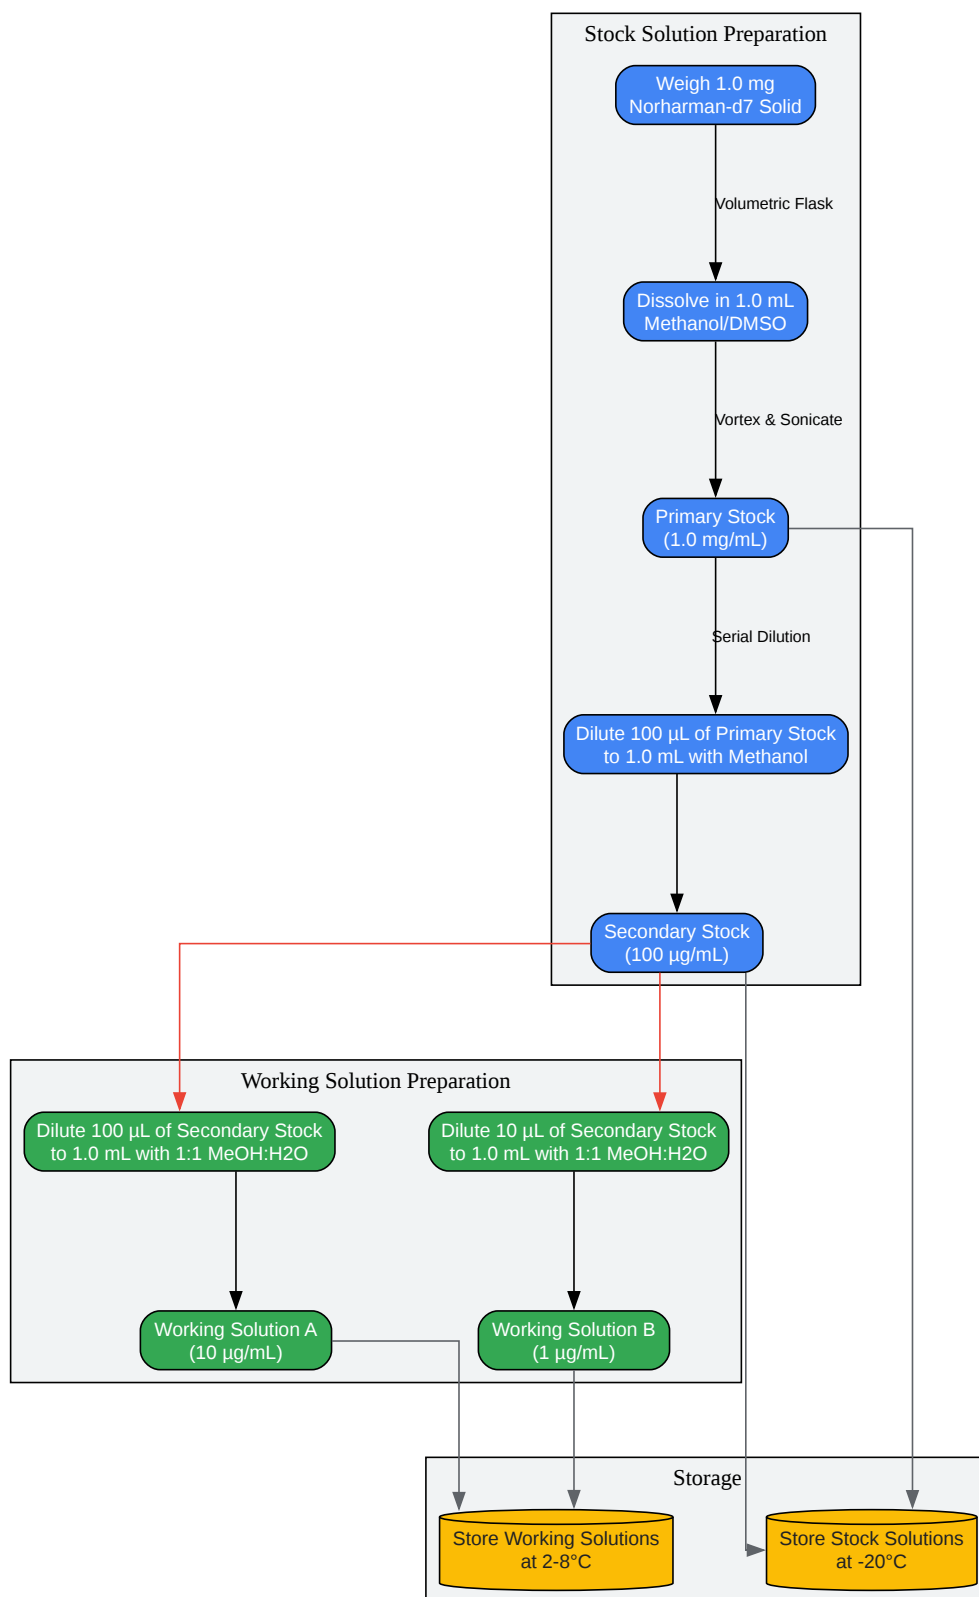 Stock Solution Preparation
Weigh 1.0 mg
Norharman-d7 Solid
Volumetric Flask
Dissolve in 1.0 mL
Methanol/DMSO
Vortex & Sonicate
Primary Stock
(1.0 mg/mL)
Serial Dilution
Dilute 100 µL of Primary Stock
to 1.0 mL with Methanol
Secondary Stock
(100 µg/mL)
Working Solution Preparation
Dilute 100 µL of Secondary Stock
to 1.0 mL with 1:1 MeOH:H2O
Dilute 10 µL of Secondary Stock
to 1.0 mL with 1:1 MeOH:H2O
Working Solution A
(10 µg/mL)
Working Solution B
(1 µg/mL)
Storage
Store Working Solutions
at 2-8°C
Store Stock Solutions
at -20°C